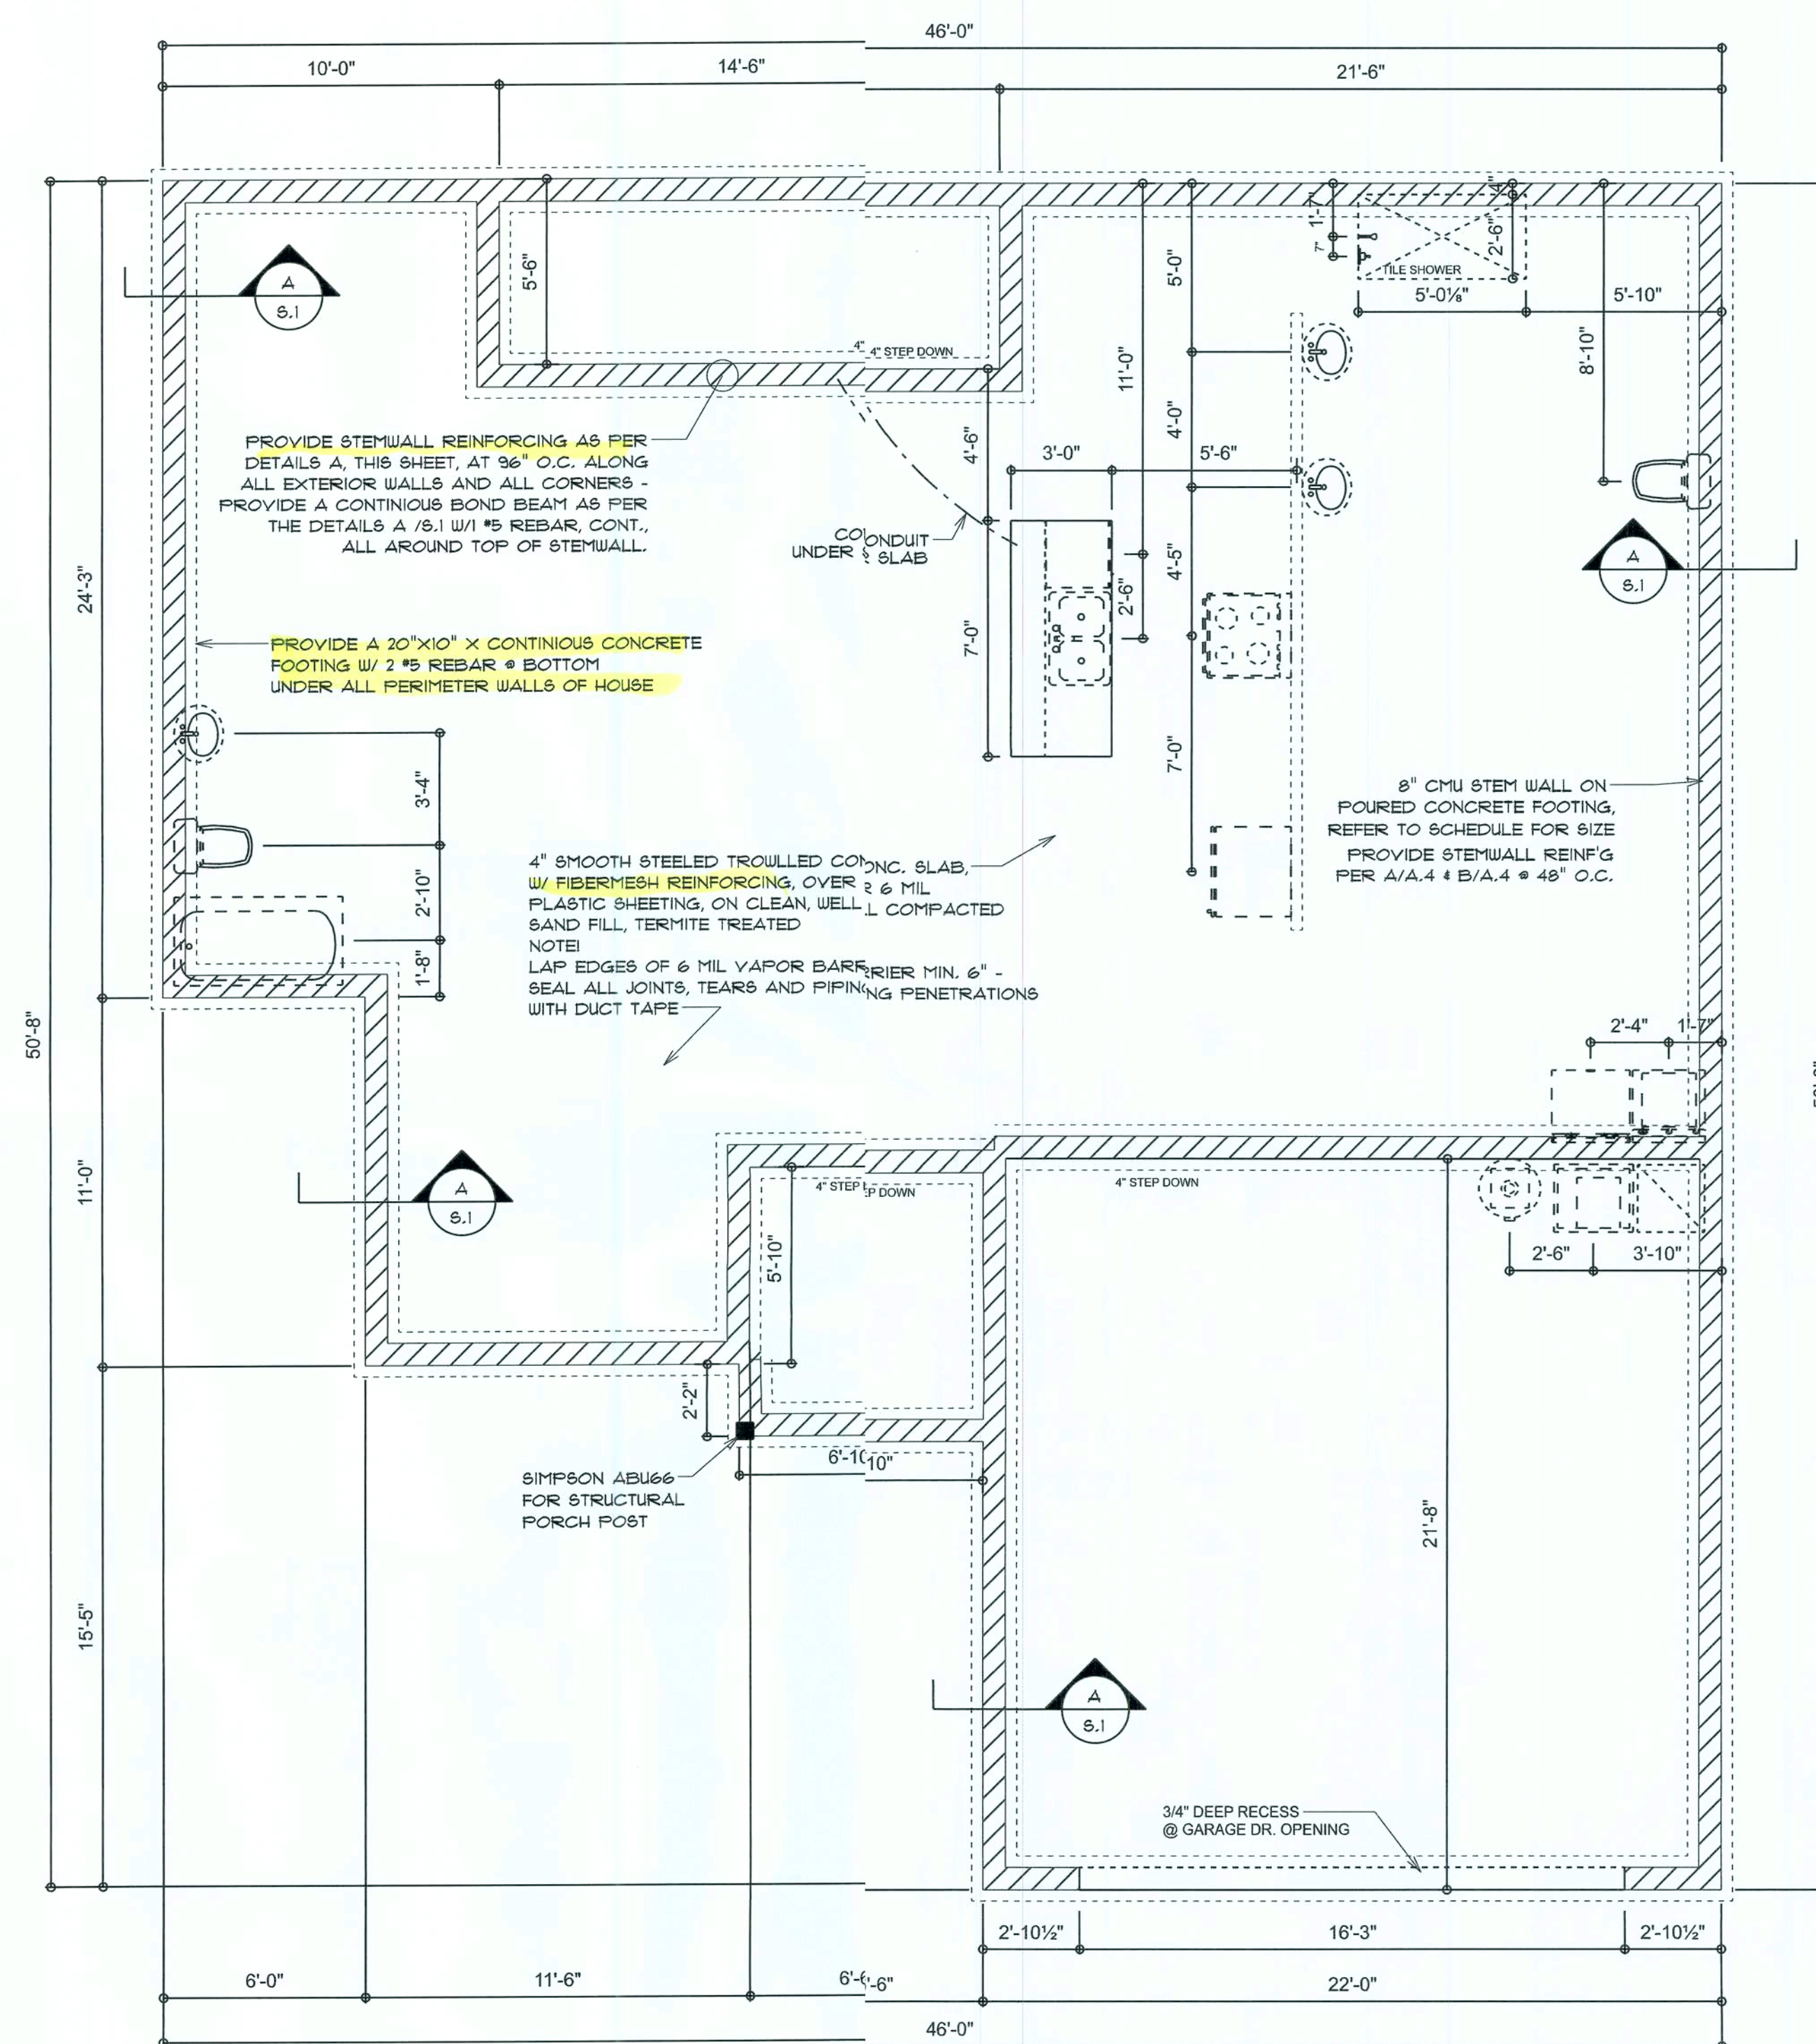 46'-0"
10'-0" 14'-6" 21'-6"
4"
1'-7"
7"
2'-6"
TILE SHOWER
5'-0⅛" 5'-10"
5'-6"
5'-0"
A
S.1
8'-10"
11'-0"
4" 4" STEP DOWN
4'-0"
4'-6"
3'-0" 5'-6"
PROVIDE STEMWALL REINFORCING AS PER
DETAILS A, THIS SHEET, AT 96" O.C. ALONG
ALL EXTERIOR WALLS AND ALL CORNERS -
PROVIDE A CONTINIOUS BOND BEAM AS PER
THE DETAILS A /S.1 W/1 #5 REBAR, CONT.,
ALL AROUND TOP OF STEMWALL.
CONDUIT
UNDER SLAB
4'-5"
2'-6"
A
S.1
24'-3"
7'-0"
PROVIDE A 20"X10" X CONTINIOUS CONCRETE
FOOTING W/ 2 #5 REBAR @ BOTTOM
UNDER ALL PERIMETER WALLS OF HOUSE
7'-0"
3'-4"
8" CMU STEM WALL ON
POURED CONCRETE FOOTING,
REFER TO SCHEDULE FOR SIZE
PROVIDE STEMWALL REINF'G
PER A/A.4 & B/A.4 @ 48" O.C.
2'-10"
1'-8"
4" SMOOTH STEELED TROWLLED CONC. SLAB,
W/ FIBERMESH REINFORCING, OVER 6 MIL
PLASTIC SHEETING, ON CLEAN, WELL COMPACTED
SAND FILL, TERMITE TREATED
NOTE!
LAP EDGES OF 6 MIL VAPOR BARRIER MIN. 6" -
SEAL ALL JOINTS, TEARS AND PIPING PENETRATIONS
WITH DUCT TAPE
50'-8"
2'-4" 1'-7"
11'-0"
A
S.1
4" STEP DOWN
4" STEP DOWN
5'-10"
2'-6" 3'-10"
2'-2"
6'-10"
SIMPSON ABU66
FOR STRUCTURAL
PORCH POST
21'-8"
15'-5"
A
S.1
3/4" DEEP RECESS
@ GARAGE DR. OPENING
2'-10½" 16'-3" 2'-10½"
6'-0" 11'-6" 6'-6" 22'-0"
46'-0"